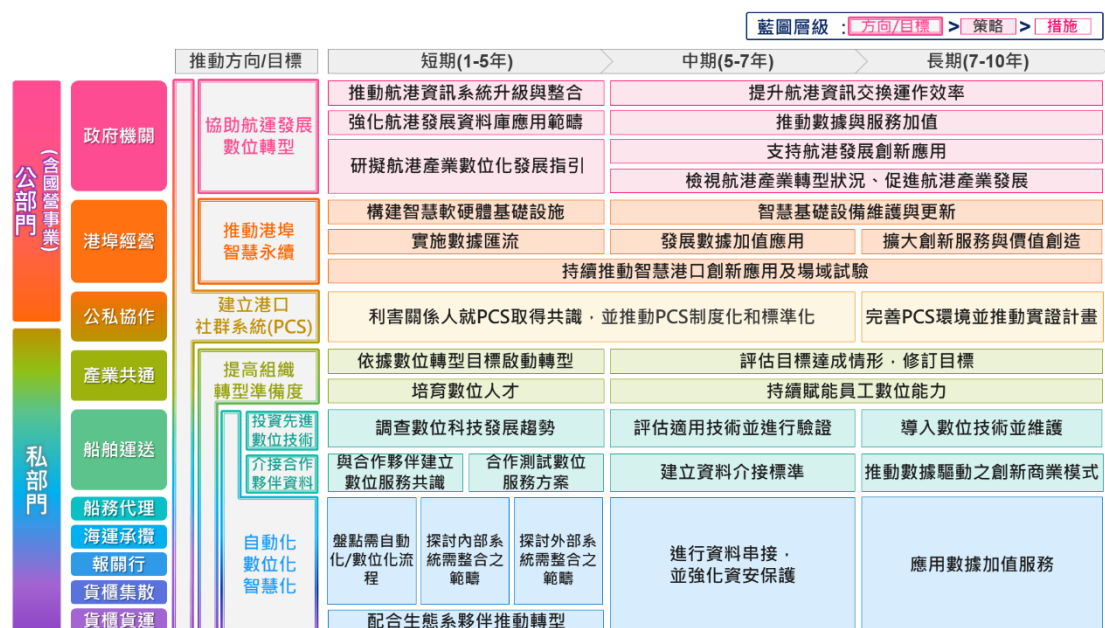 藍圖層級 : 方向/目標 > 策略 > 措施
推動方向/目標
短期(1-5年)
中期(5-7年)
長期(7-10年)
公部門
(含國營事業)
政府機關
協助航運發展
數位轉型
推動航港資訊系統升級與整合
提升航港資訊交換運作效率
強化航港發展資料庫應用範疇
推動數據與服務加值
研擬航港產業數位化發展指引
支持航港發展創新應用
檢視航港產業轉型狀況、促進航港產業發展
港埠經營
推動港埠
智慧永續
構建智慧軟硬體基礎設施
智慧基礎設備維護與更新
實施數據匯流
發展數據加值應用
擴大創新服務與價值創造
持續推動智慧港口創新應用及場域試驗
公私協作
建立港口
社群系統(PCS)
利害關係人就PCS取得共識,並推動PCS制度化和標準化
完善PCS環境並推動實證計畫
私部門
產業共通
提高組織
轉型準備度
依據數位轉型目標啟動轉型
評估目標達成情形,修訂目標
培育數位人才
持續賦能員工數位能力
船舶運送
投資先進
數位技術
調查數位科技發展趨勢
評估適用技術並進行驗證
導入數位技術並維護
介接合作
夥伴資料
與合作夥伴建立
數位服務共識
合作測試數位
服務方案
建立資料介接標準
推動數據驅動之創新商業模式
船務代理
海運承攬
報關行
貨櫃集散
貨櫃貨運
自動化
數位化
智慧化
盤點需自動
化/數位化流
程
探討內部系
統需整合之
範疇
探討外部系
統需整合之
範疇
進行資料串接,
並強化資安保護
應用數據加值服務
配合生態系夥伴推動轉型